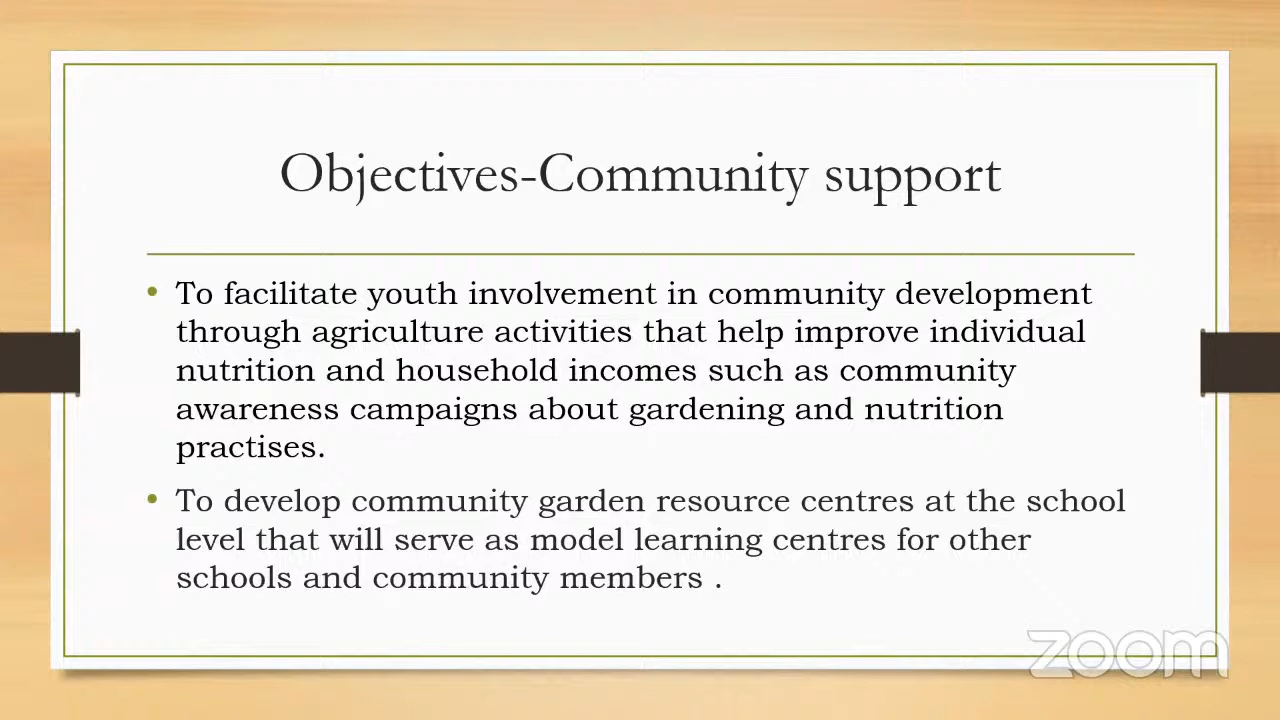 Objectives-Community support
• To facilitate youth involvement in community development
through agriculture activities that help improve individual
nutrition and household incomes such as community
awareness campaigns about gardening and nutrition
practises.
• To develop community garden resource centres at the school
level that will serve as model learning centres for other
schools and community members .
zoom